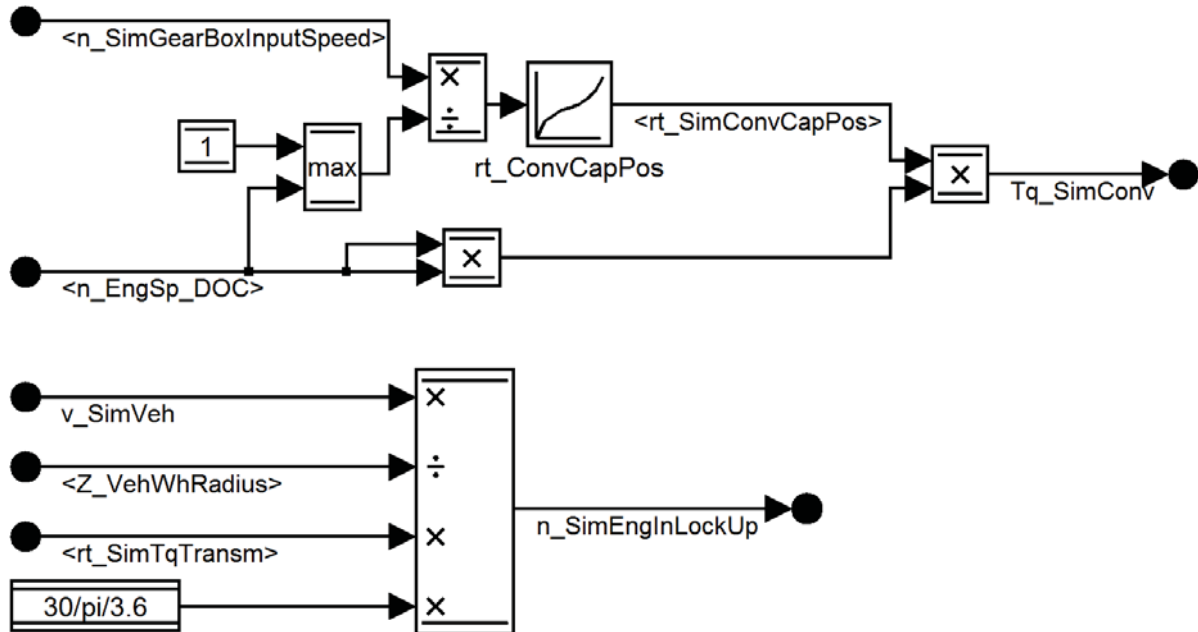 <n_SimGearBoxInputSpeed>
×
÷
1
max
rt_ConvCapPos
<rt_SimConvCapPos>
×
Tq_SimConv
×
<n_EngSp_DOC>
×
v_SimVeh
÷
<Z_VehWhRadius>
×
<rt_SimTqTransm>
n_SimEngInLockUp
30/pi/3.6
×